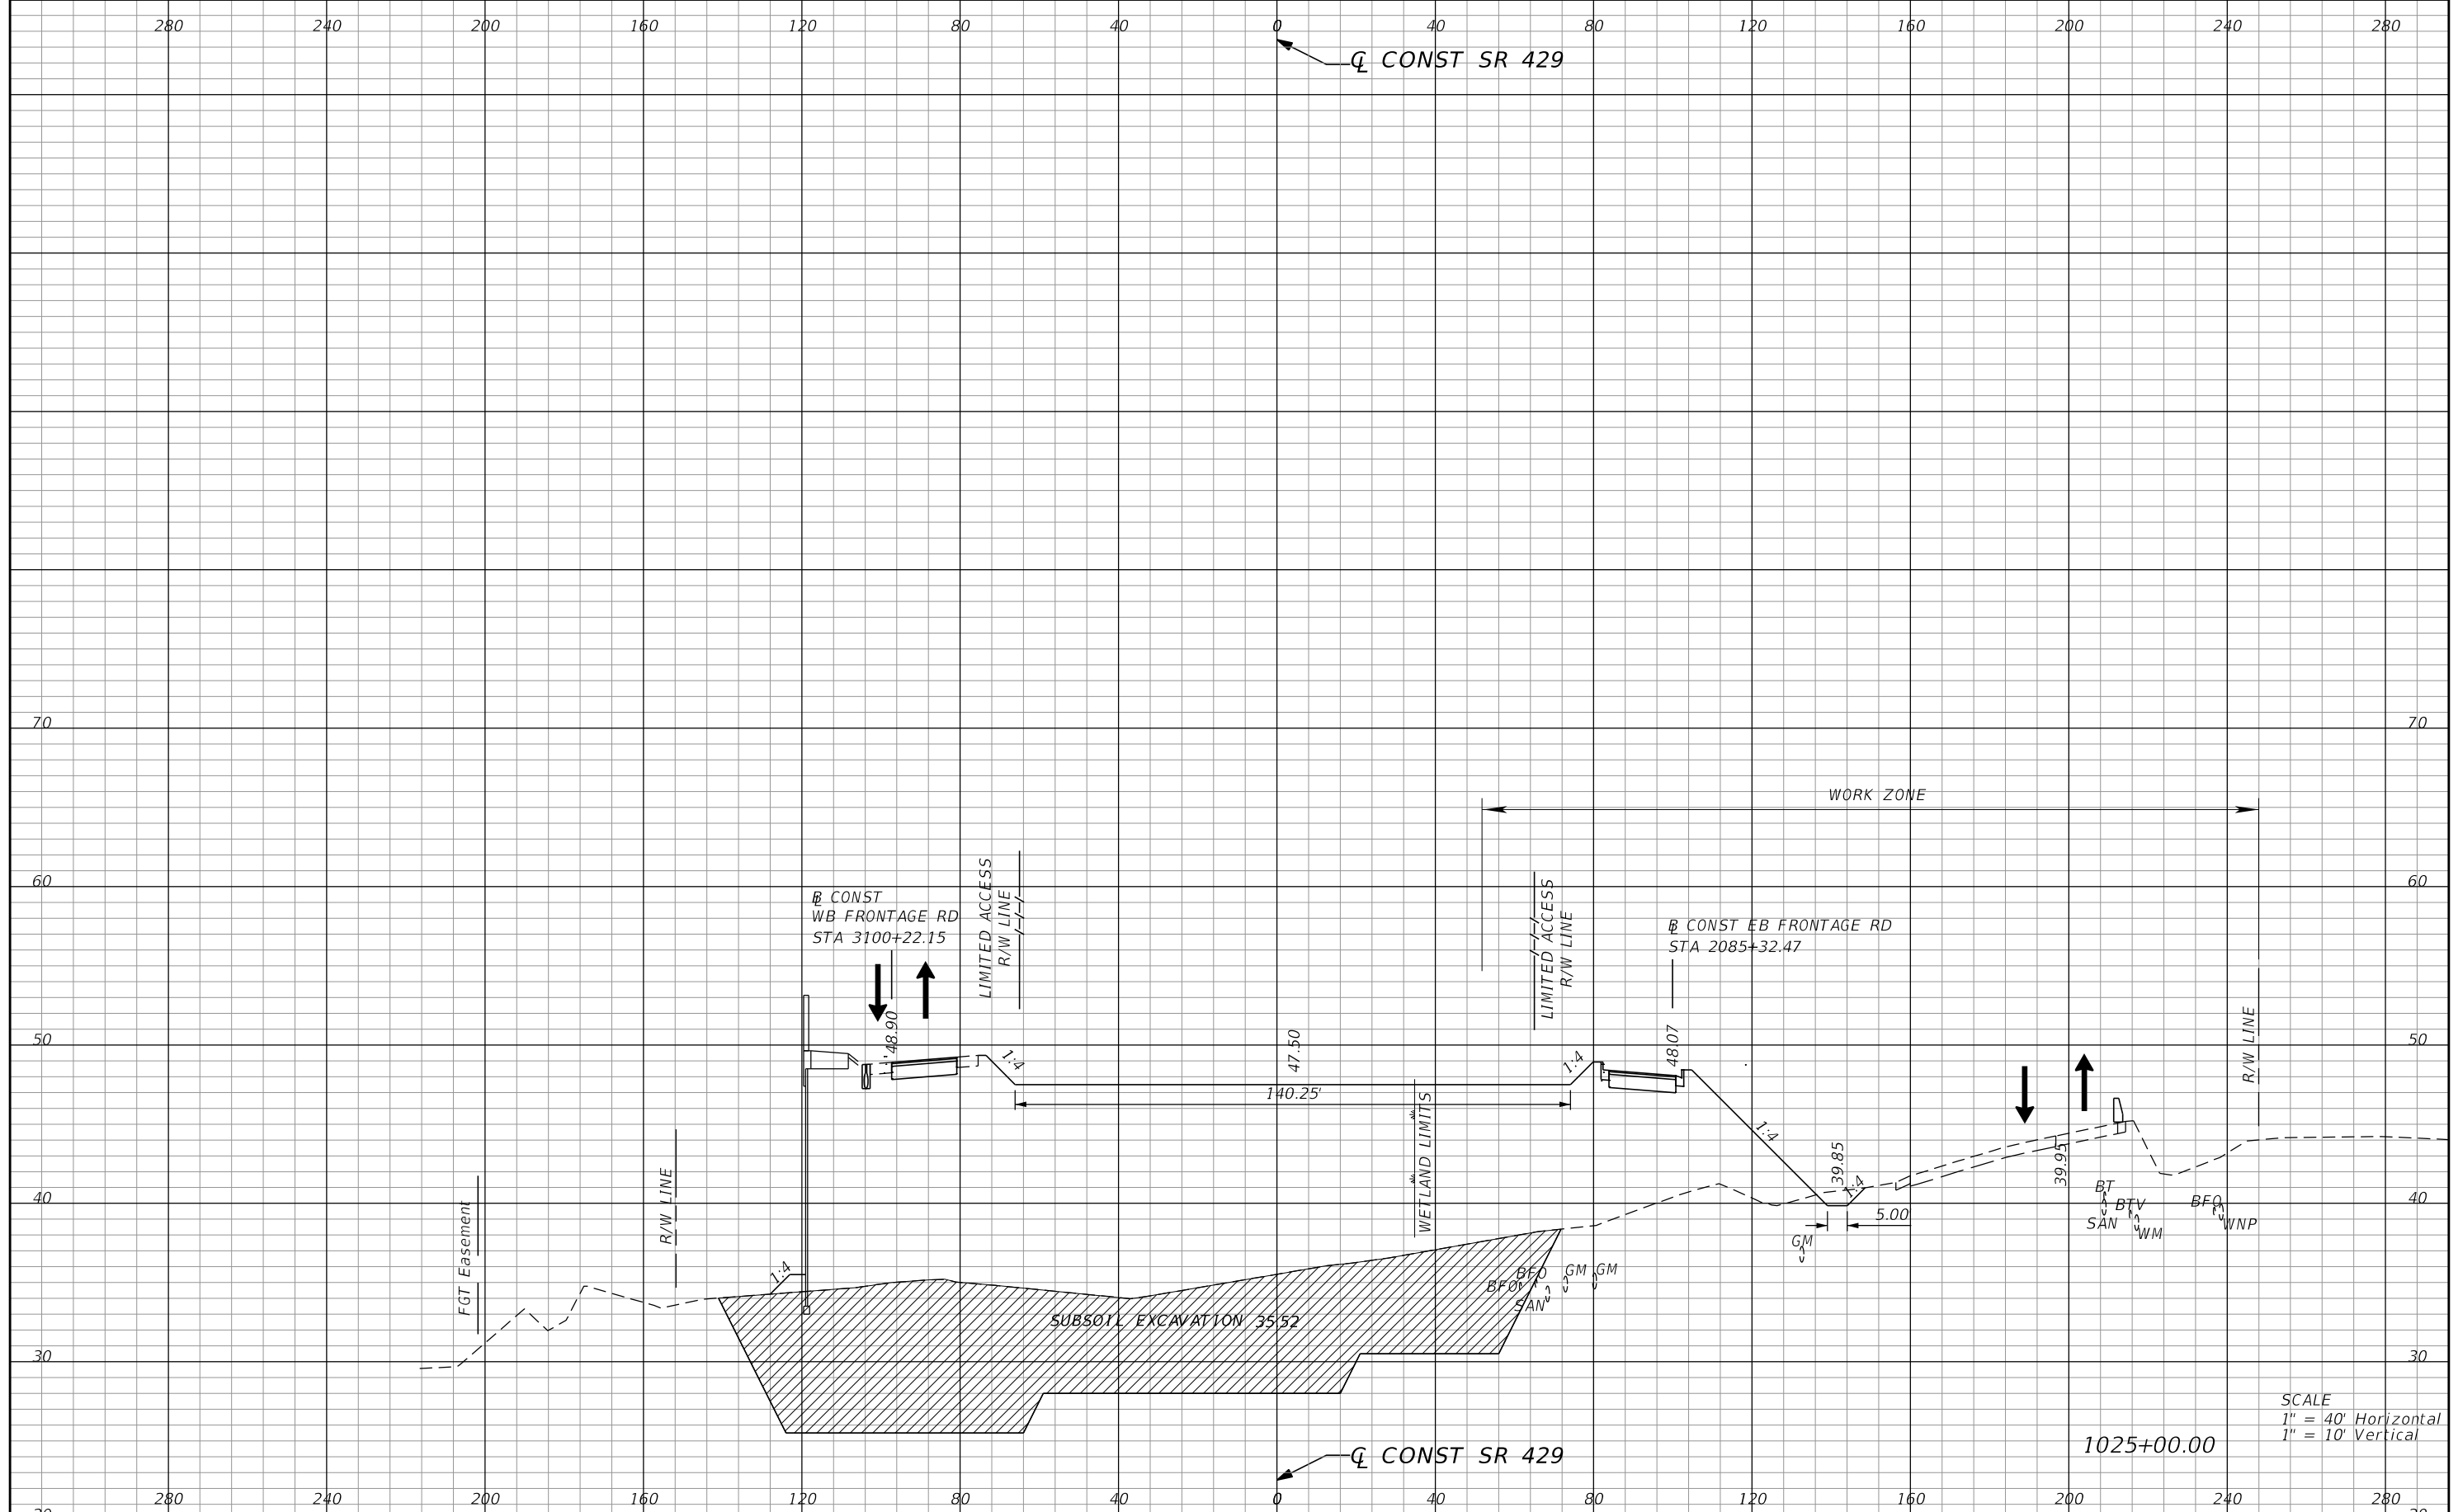 280 240 200 160 120 80 40 0 40 80 120 160 200 240 280
℄ CONST SR 429
70 70
WORK ZONE
60 60
℄ CONST
WB FRONTAGE RD
STA 3100+22.15
LIMITED ACCESS
R/W LINE
LIMITED ACCESS
R/W LINE
℄ CONST EB FRONTAGE RD
STA 2085+32.47
R/W LINE
50 50
48.90
1:4
47.50
140.25'
*WETLAND LIMITS*
1:4
48.07
1:4
39.85
1:4
5.00
39.95
40 40
FGT Easement
R/W LINE
1:4
BFO
BFO
SAN
GM
GM
GM
BT
SAN
BTV
WM
BFO
WNP
SUBSOIL EXCAVATION 3552
30 30
SCALE
1" = 40' Horizontal
1" = 10' Vertical
1025+00.00
℄ CONST SR 429
280 240 200 160 120 80 40 0 40 80 120 160 200 240 280